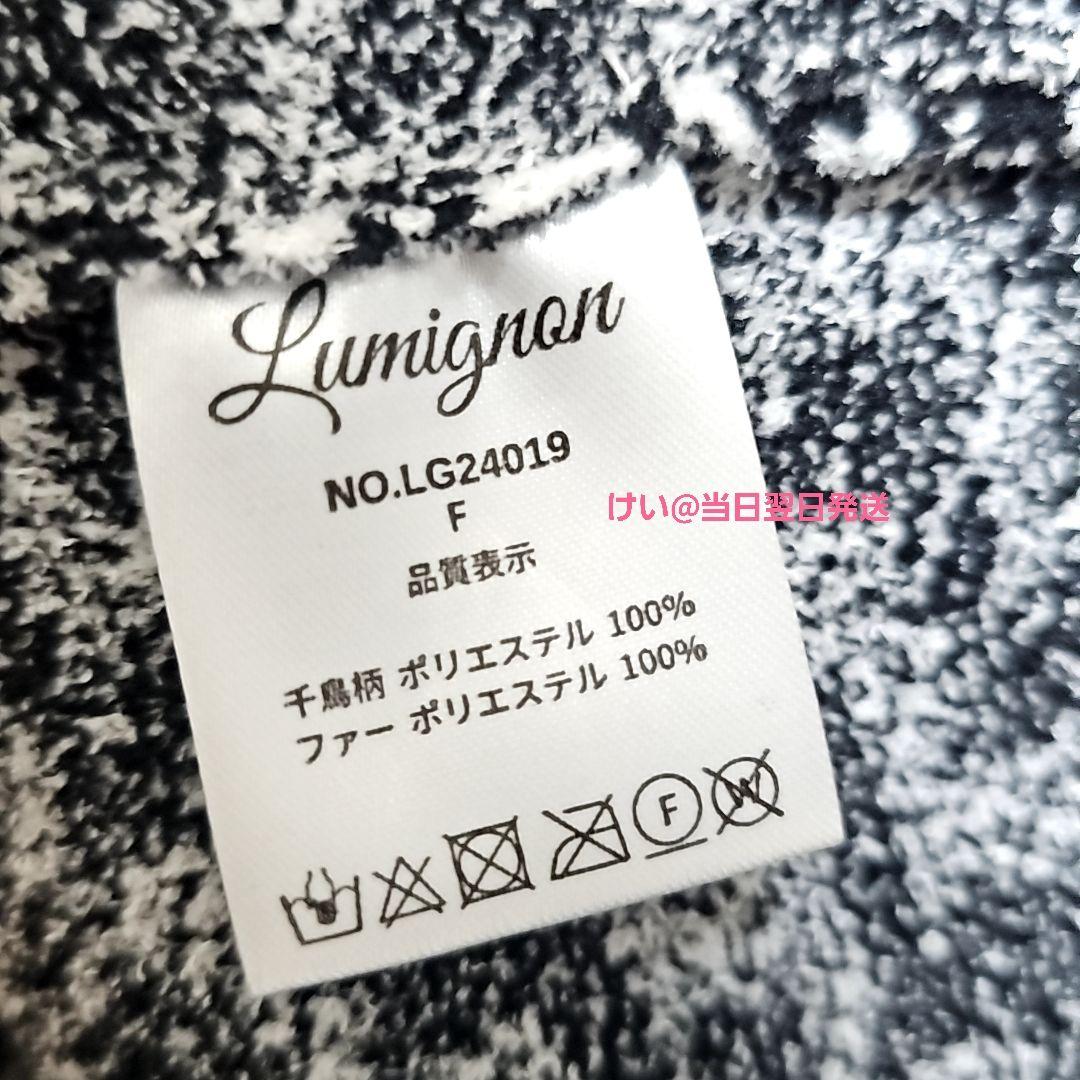 Lumignon
NO.LG24019
F
けい@当日翌日発送
品質表示
千鳥柄 ポリエステル 100%
ファー ポリエステル 100%
F
W